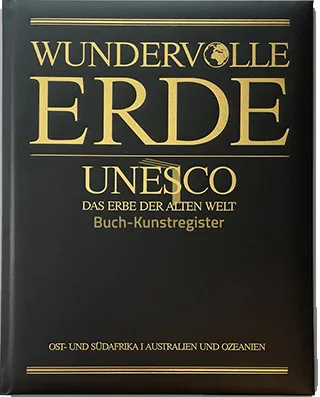 WUNDERVOLLE
ERDE
UNESCO
DAS ERBE DER ALTEN WELT
Buch-Kunstregister
OST- UND SÜDAFRIKA I AUSTRALIEN UND OZEANIEN